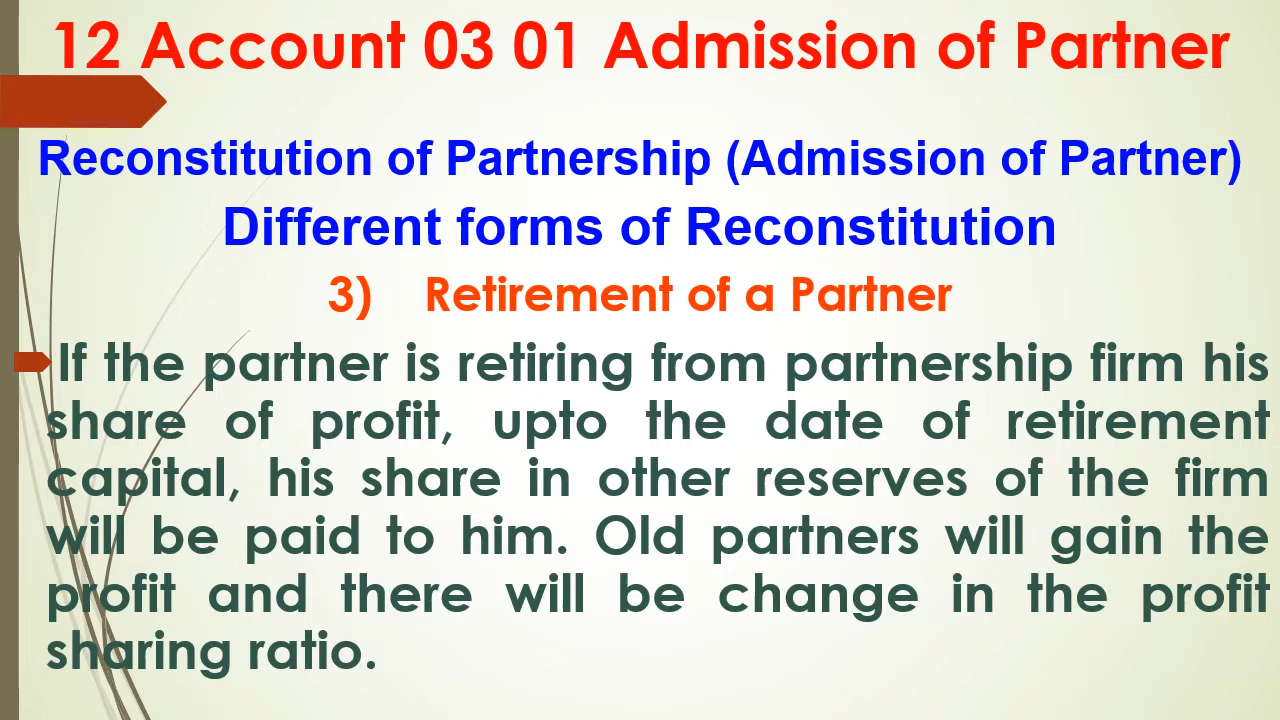 12 Account 03 01 Admission of Partner
Reconstitution of Partnership (Admission of Partner)
Different forms of Reconstitution
3) Retirement of a Partner
If the partner is retiring from partnership firm his
share of profit, upto the date of retirement
capital, his share in other reserves of the firm
will be paid to him. Old partners will gain the
profit and there will be change in the profit
sharing ratio.